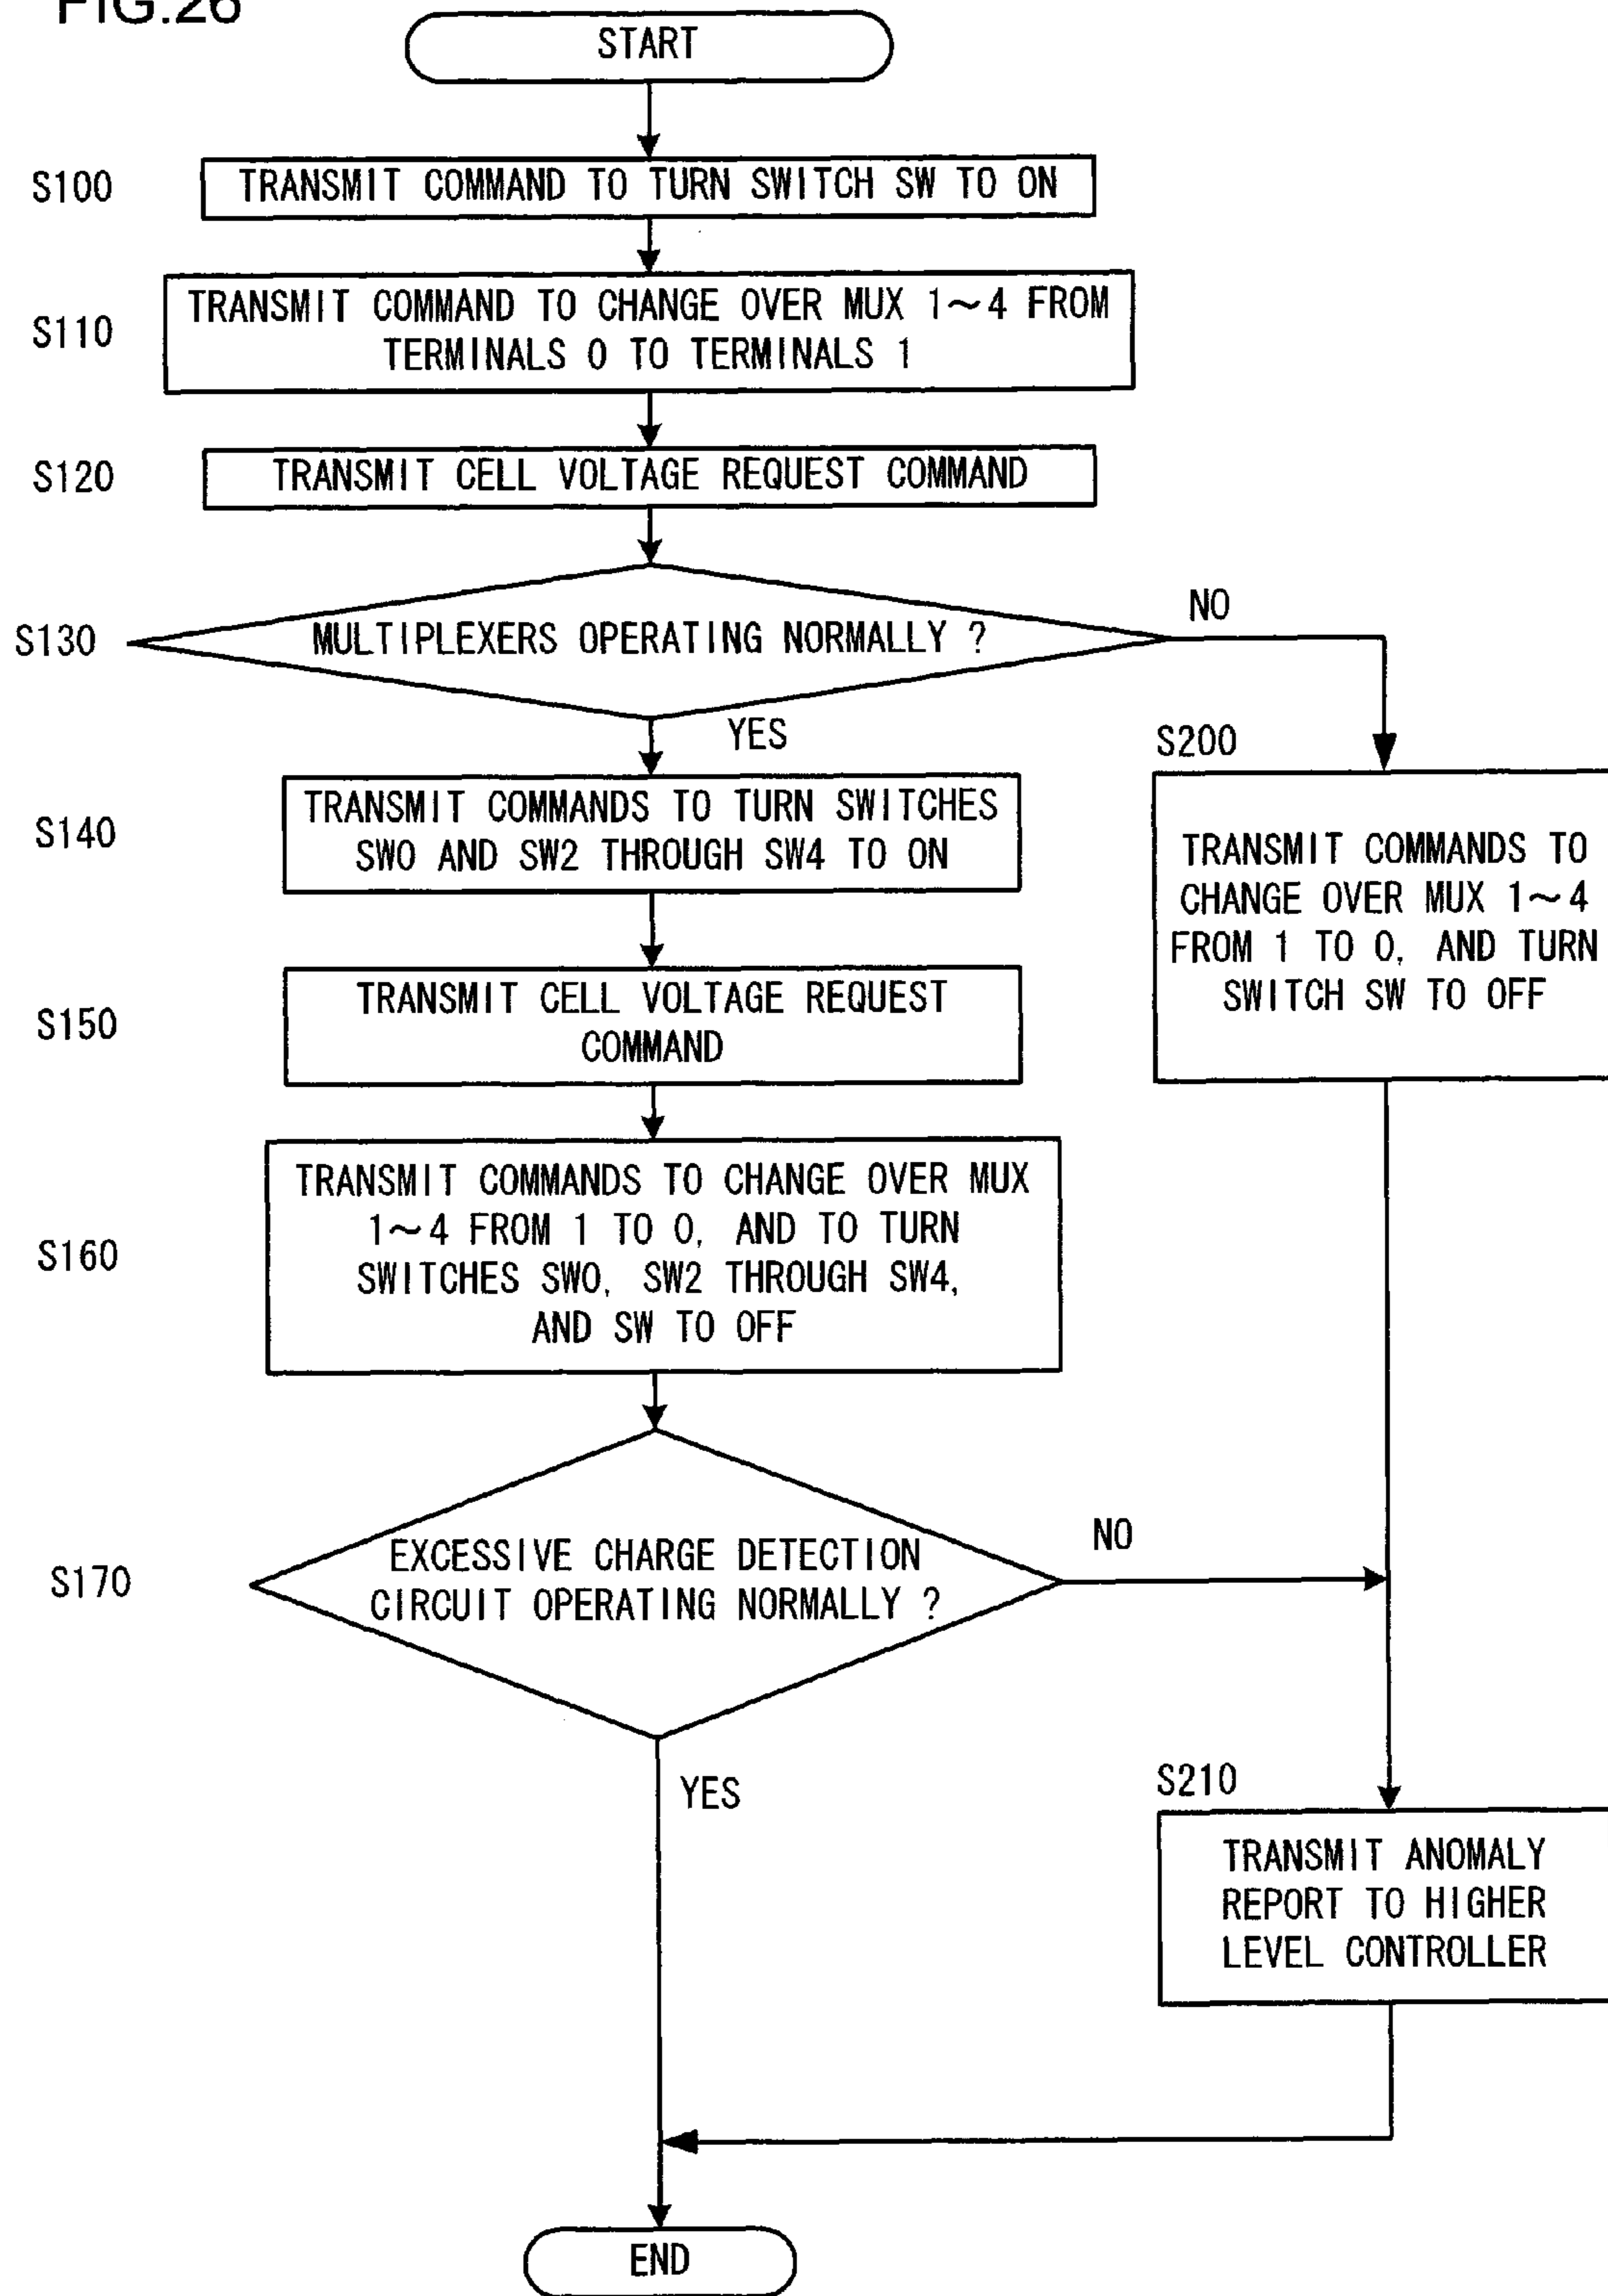 FIG.26
START
S100
TRANSMIT COMMAND TO TURN SWITCH SW TO ON
S110
TRANSMIT COMMAND TO CHANGE OVER MUX 1~4 FROM
TERMINALS 0 TO TERMINALS 1
S120
TRANSMIT CELL VOLTAGE REQUEST COMMAND
S130
MULTIPLEXERS OPERATING NORMALLY ?
NO
YES
S140
TRANSMIT COMMANDS TO TURN SWITCHES
SW0 AND SW2 THROUGH SW4 TO ON
S150
TRANSMIT CELL VOLTAGE REQUEST
COMMAND
S160
TRANSMIT COMMANDS TO CHANGE OVER MUX
1~4 FROM 1 TO 0, AND TO TURN
SWITCHES SW0, SW2 THROUGH SW4,
AND SW TO OFF
S170
EXCESSIVE CHARGE DETECTION
CIRCUIT OPERATING NORMALLY ?
NO
YES
S200
TRANSMIT COMMANDS TO
CHANGE OVER MUX 1~4
FROM 1 TO 0, AND TURN
SWITCH SW TO OFF
S210
TRANSMIT ANOMALY
REPORT TO HIGHER
LEVEL CONTROLLER
END